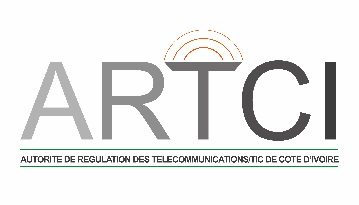 ARTCI
AUTORITE DE REGULATION DES TELECOMMUNICATIONS/TIC DE COTE D'IVOIRE